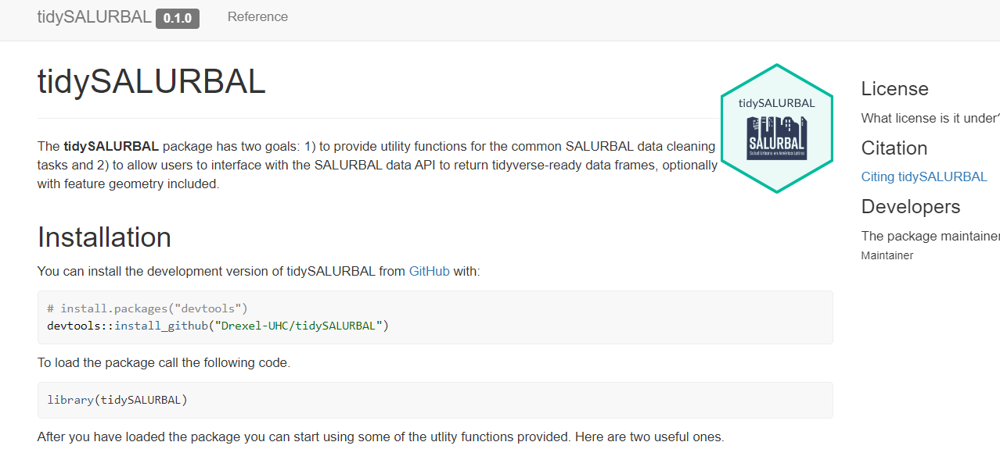 tidySALURBAL 0.1.0 Reference
tidySALURBAL
tidySALURBAL
SALURBAL
Salud Urbana en América Latina
The tidySALURBAL package has two goals: 1) to provide utility functions for the common SALURBAL data cleaning
tasks and 2) to allow users to interface with the SALURBAL data API to return tidyverse-ready data frames, optionally
with feature geometry included.
Installation
You can install the development version of tidySALURBAL from GitHub with:
# install.packages("devtools")
devtools::install_github("Drexel-UHC/tidySALURBAL")
To load the package call the following code.
library(tidySALURBAL)
After you have loaded the package you can start using some of the utlity functions provided. Here are two useful ones.
License
What license is it under?
Citation
Citing tidySALURBAL
Developers
The package maintainer
Maintainer